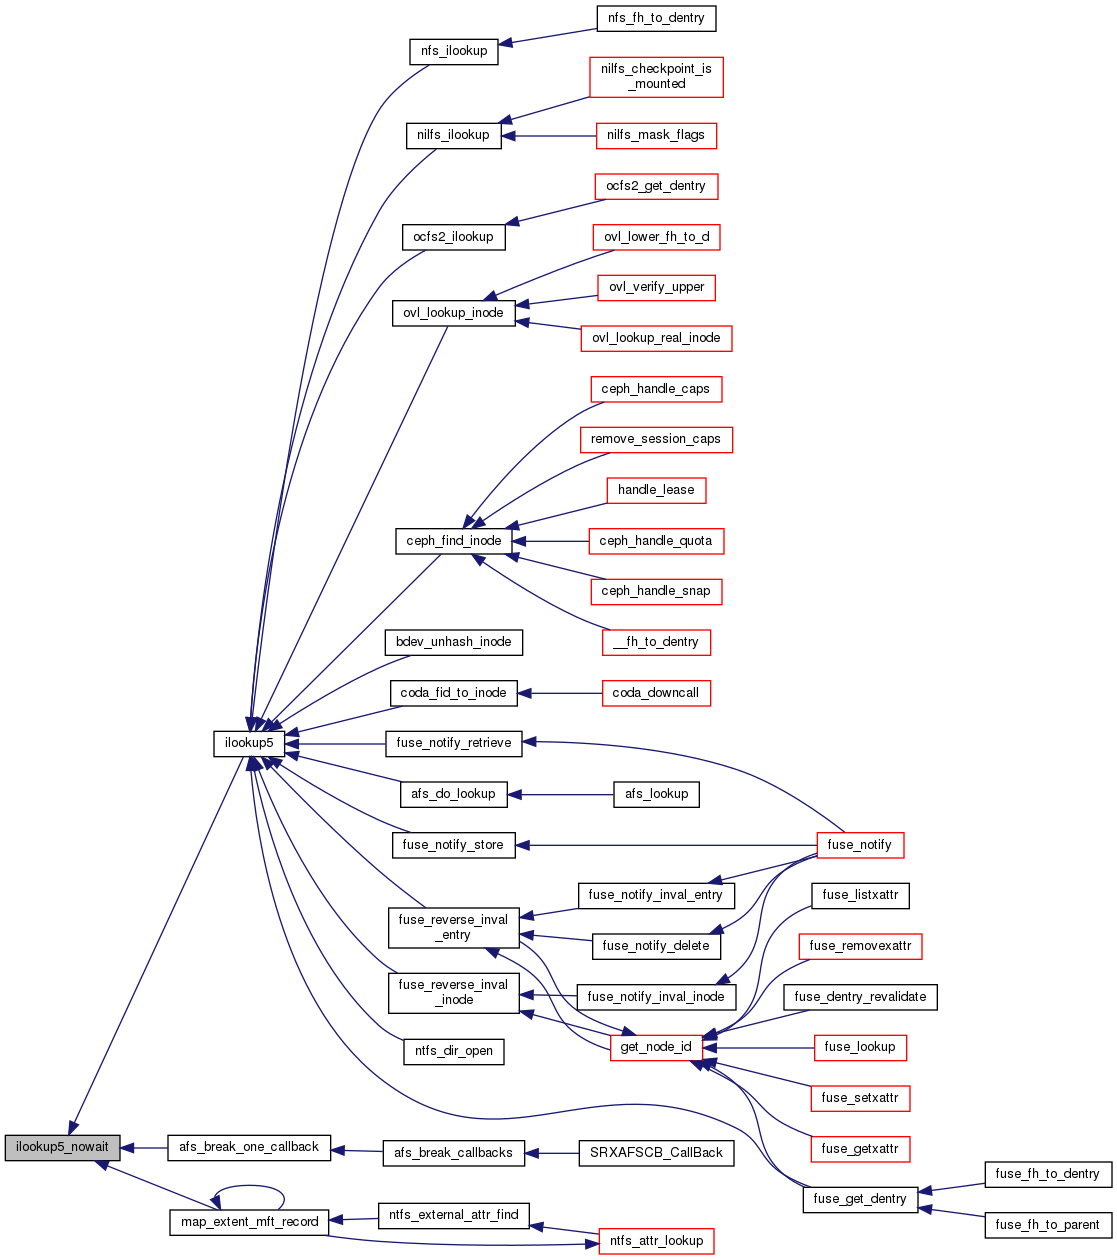 nfs_fh_to_dentry
nfs_ilookup
nilfs_checkpoint_is
_mounted
nilfs_ilookup
nilfs_mask_flags
ocfs2_get_dentry
ocfs2_ilookup
ovl_lower_fh_to_d
ovl_verify_upper
ovl_lookup_inode
ovl_lookup_real_inode
ceph_handle_caps
remove_session_caps
handle_lease
ceph_find_inode
ceph_handle_quota
ceph_handle_snap
__fh_to_dentry
bdev_unhash_inode
coda_fid_to_inode
coda_downcall
ilookup5
fuse_notify_retrieve
afs_do_lookup
afs_lookup
fuse_notify_store
fuse_notify
fuse_notify_inval_entry
fuse_listxattr
fuse_reverse_inval
_entry
fuse_notify_delete
fuse_removexattr
fuse_reverse_inval
_inode
fuse_notify_inval_inode
fuse_dentry_revalidate
ntfs_dir_open
get_node_id
fuse_lookup
fuse_setxattr
ilookup5_nowait
afs_break_one_callback
afs_break_callbacks
SRXAFSCB_CallBack
fuse_getxattr
fuse_fh_to_dentry
fuse_get_dentry
map_extent_mft_record
ntfs_external_attr_find
fuse_fh_to_parent
ntfs_attr_lookup